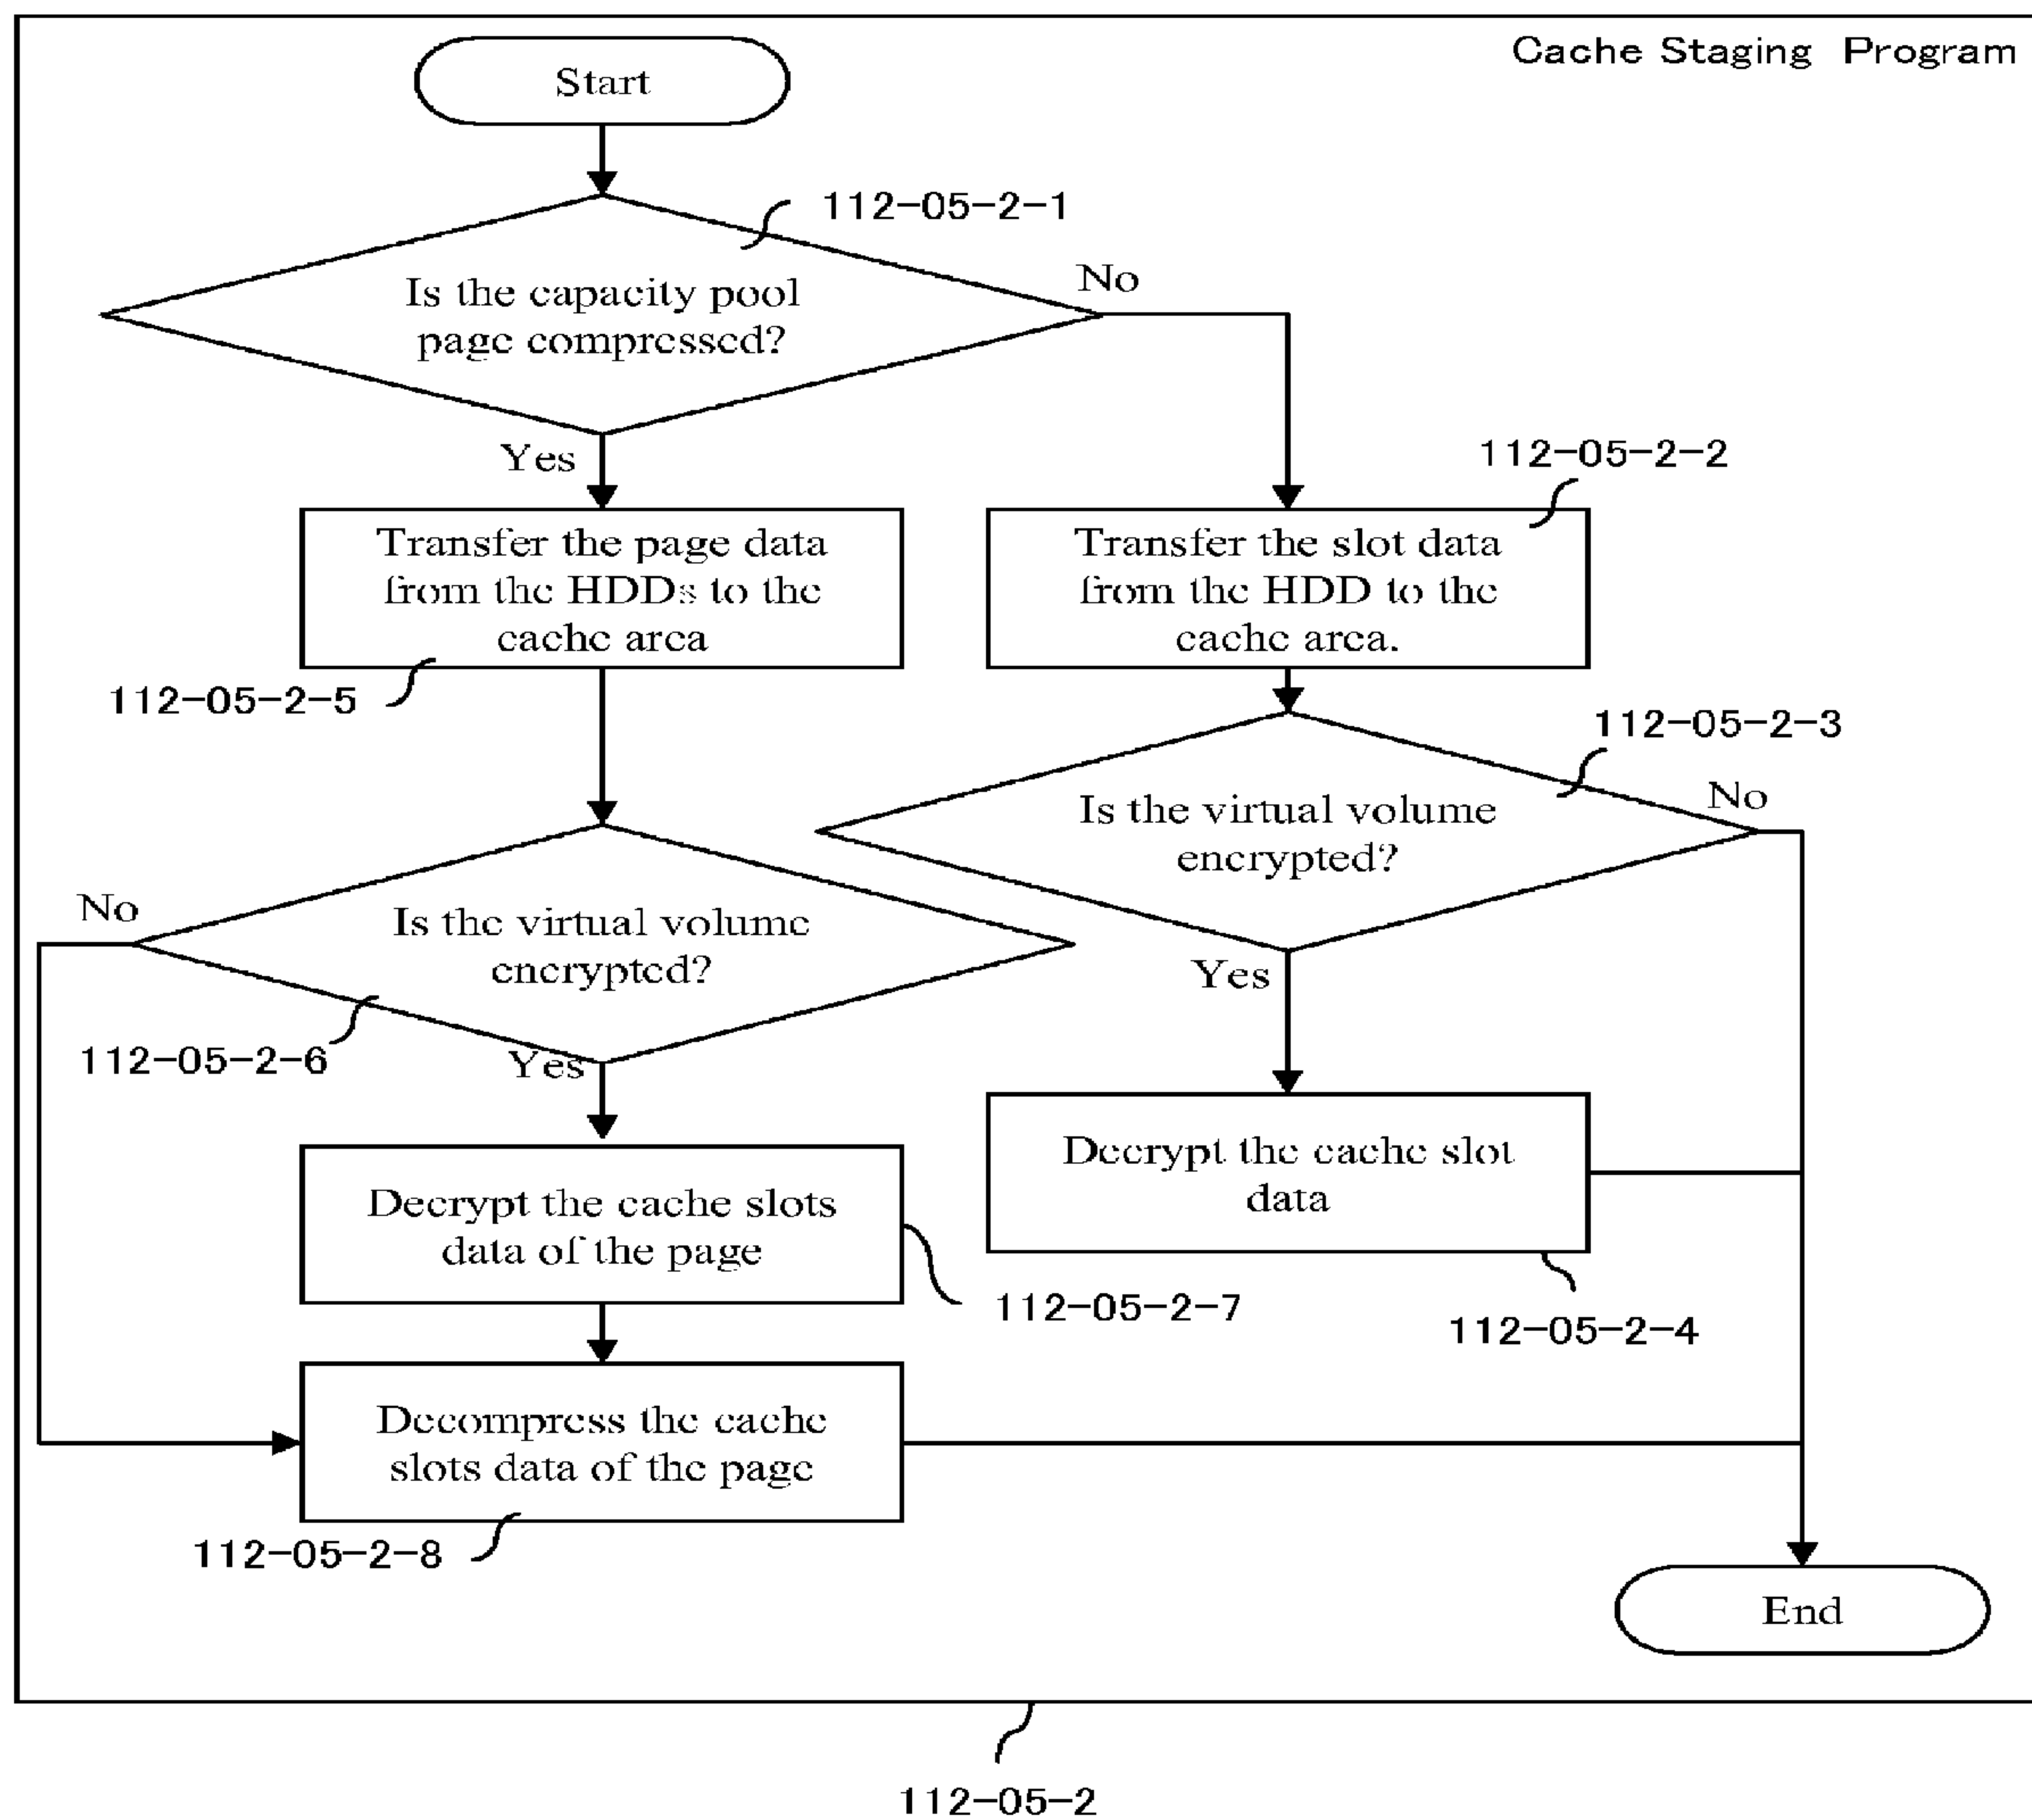 Cache Staging Program
Start
112-05-2-1
Is the capacity pool
page compressed?
No
Yes
112-05-2-2
Transfer the page data
from the HDDs to the
cache area
Transfer the slot data
from the HDD to the
cache area.
112-05-2-5
112-05-2-3
Is the virtual volume
encrypted?
No
No
Is the virtual volume
encrypted?
Yes
112-05-2-6
Yes
Decrypt the cache slot
data
Decrypt the cache slots
data of the page
112-05-2-7
112-05-2-4
Decompress the cache
slots data of the page
112-05-2-8
End
112-05-2